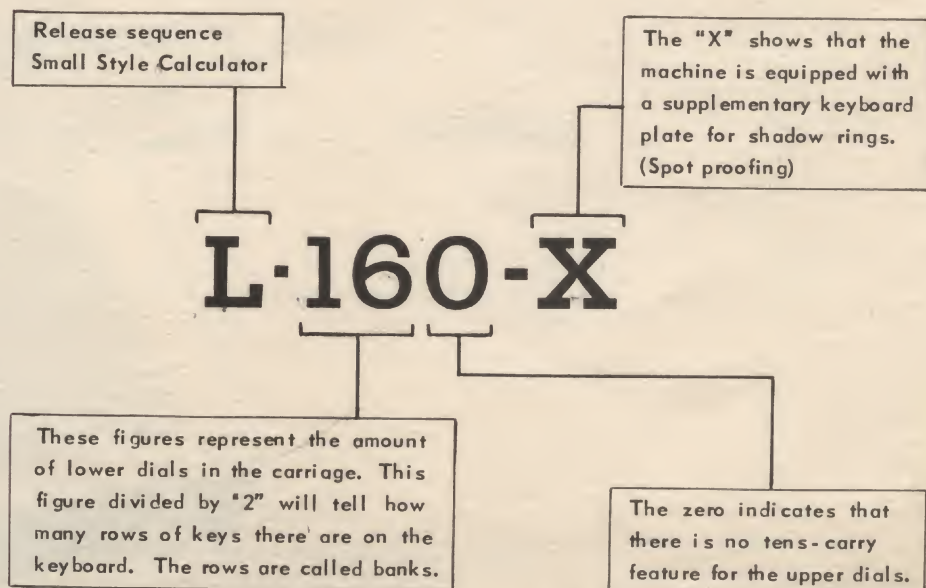 Release sequence
Small Style Calculator
The "X" shows that the
machine is equipped with
a supplementary keyboard
plate for shadow rings.
(Spot proofing)
L·160-X
These figures represent the amount
of lower dials in the carriage. This
figure divided by "2" will tell how
many rows of keys there are on the
keyboard. The rows are called banks.
The zero indicates that
there is no tens-carry
feature for the upper dials.